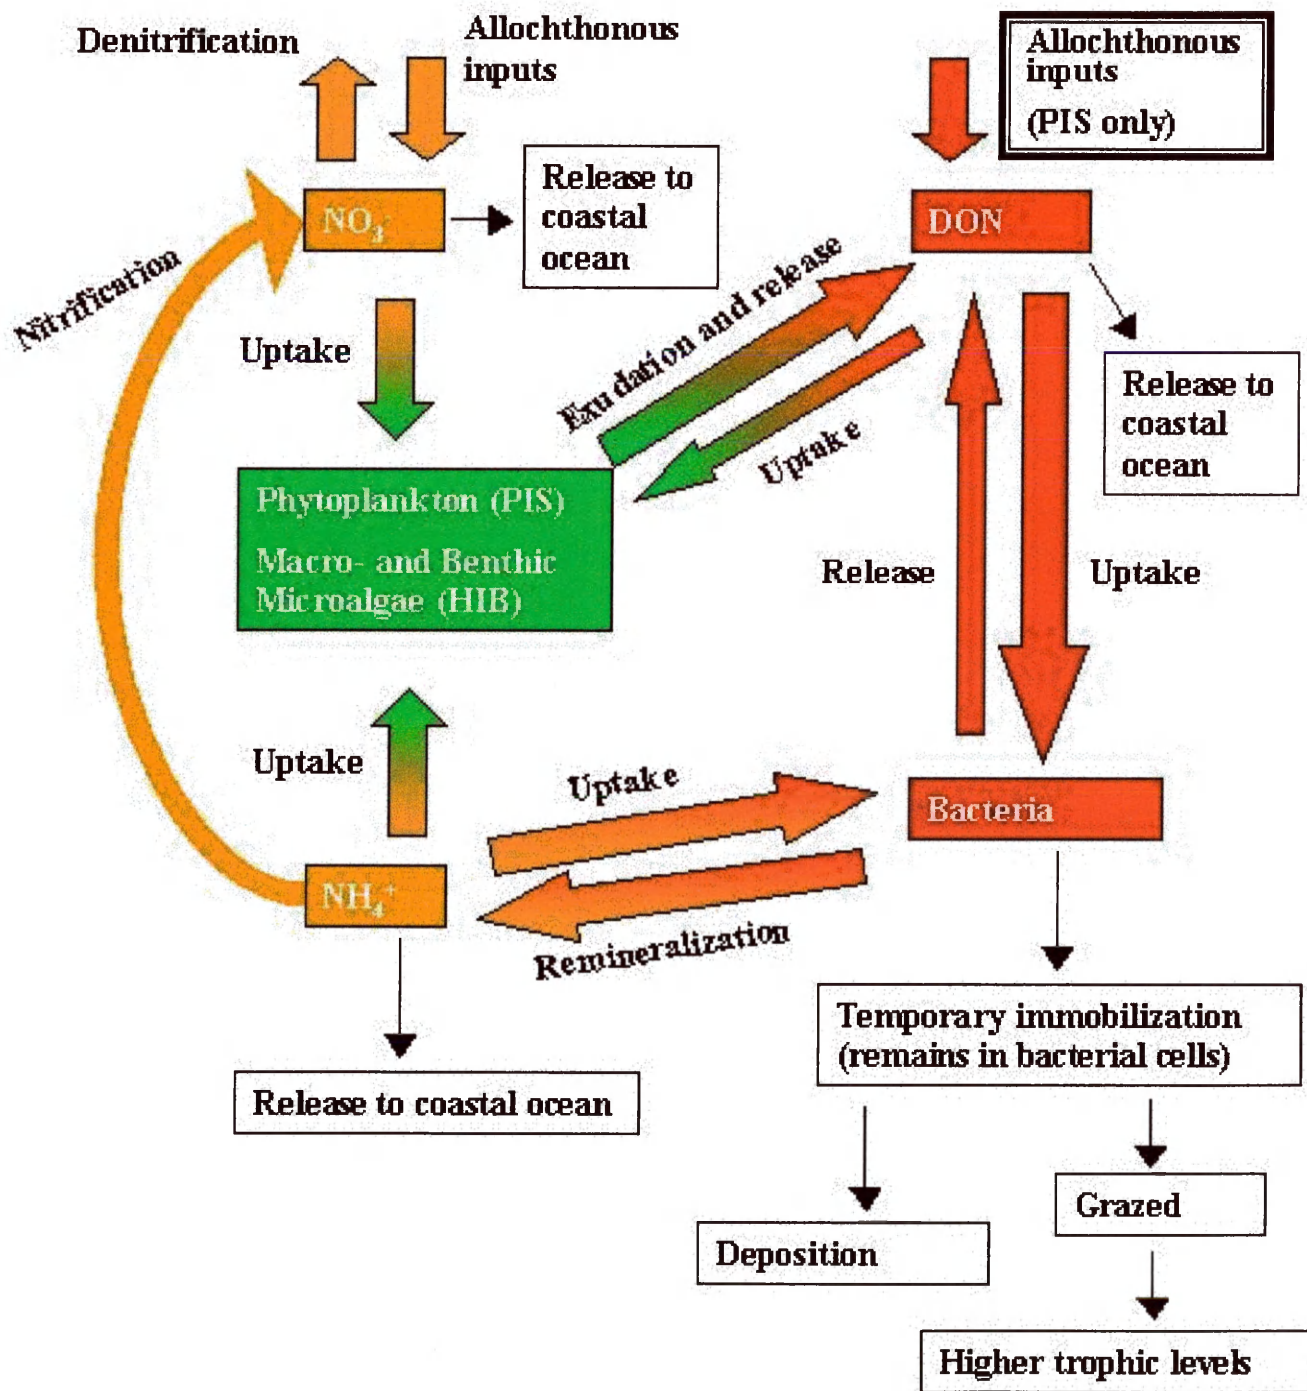 Denitrification
Allochthonous
inputs
Allochthonous
inputs
(PIS only)
NO3-
Release to
coastal
ocean
DON
Nitrification
Uptake
Exudation and release
Uptake
Release to
coastal
ocean
Phytoplankton (PIS)
Macro- and Benthic
Microalgae (HIB)
Release
Uptake
Uptake
Uptake
Bacteria
NH4+
Remineralization
Temporary immobilization
(remains in bacterial cells)
Release to coastal ocean
Grazed
Deposition
Higher trophic levels